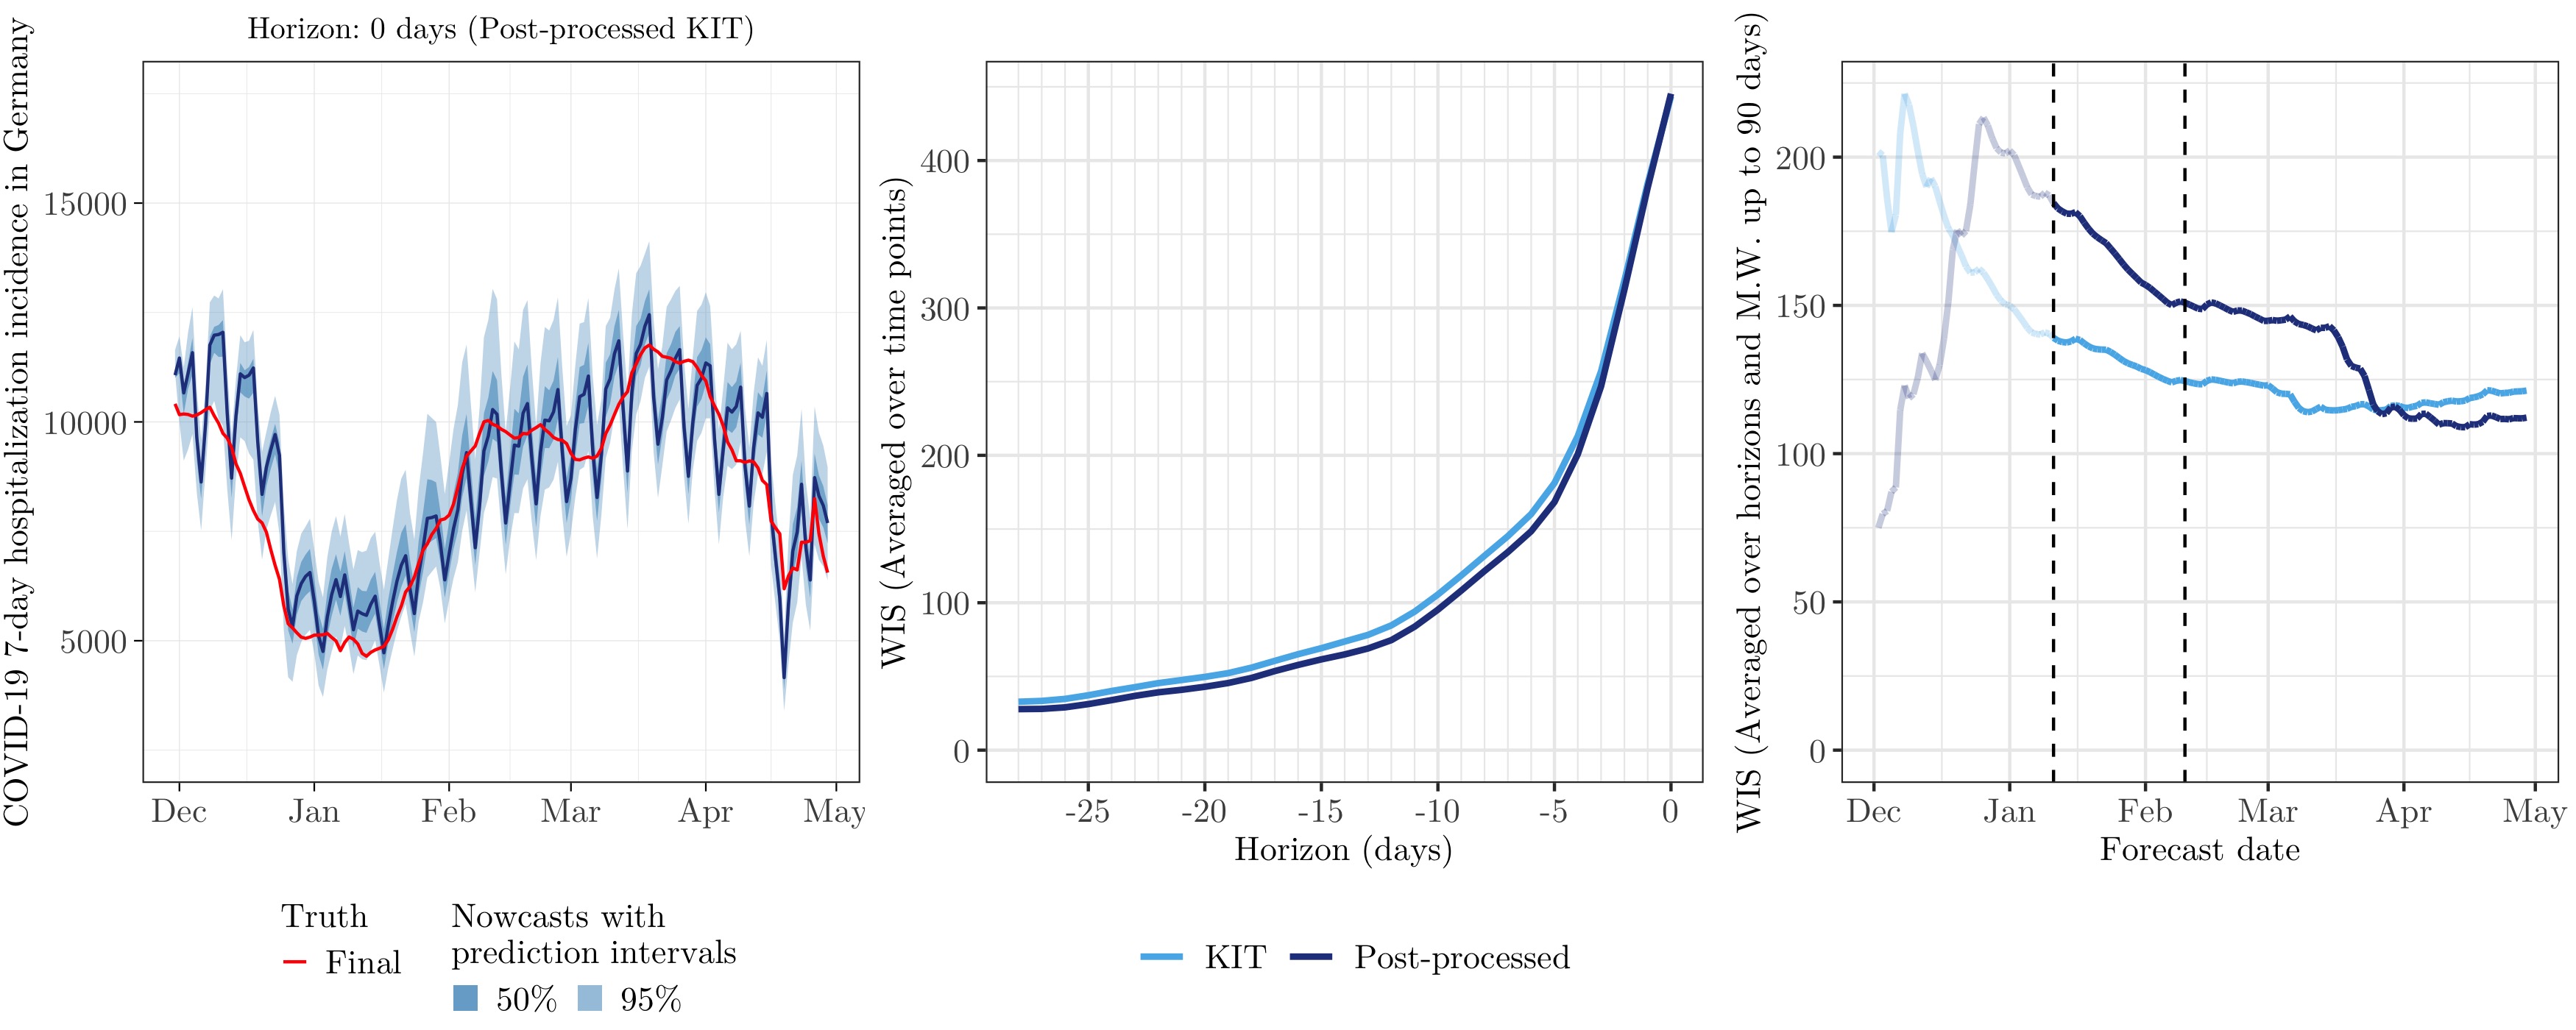 Horizon: 0 days (Post-processed KIT)
COVID-19 7-day hospitalization incidence in Germany
15000
10000
5000
Dec Jan Feb Mar Apr May
Truth
Final
Nowcasts with
prediction intervals
50% 95%
WIS (Averaged over time points)
400
300
200
100
0
-25 -20 -15 -10 -5 0
Horizon (days)
KIT Post-processed
WIS (Averaged over horizons and M.W. up to 90 days)
200
150
100
50
0
Dec Jan Feb Mar Apr May
Forecast date